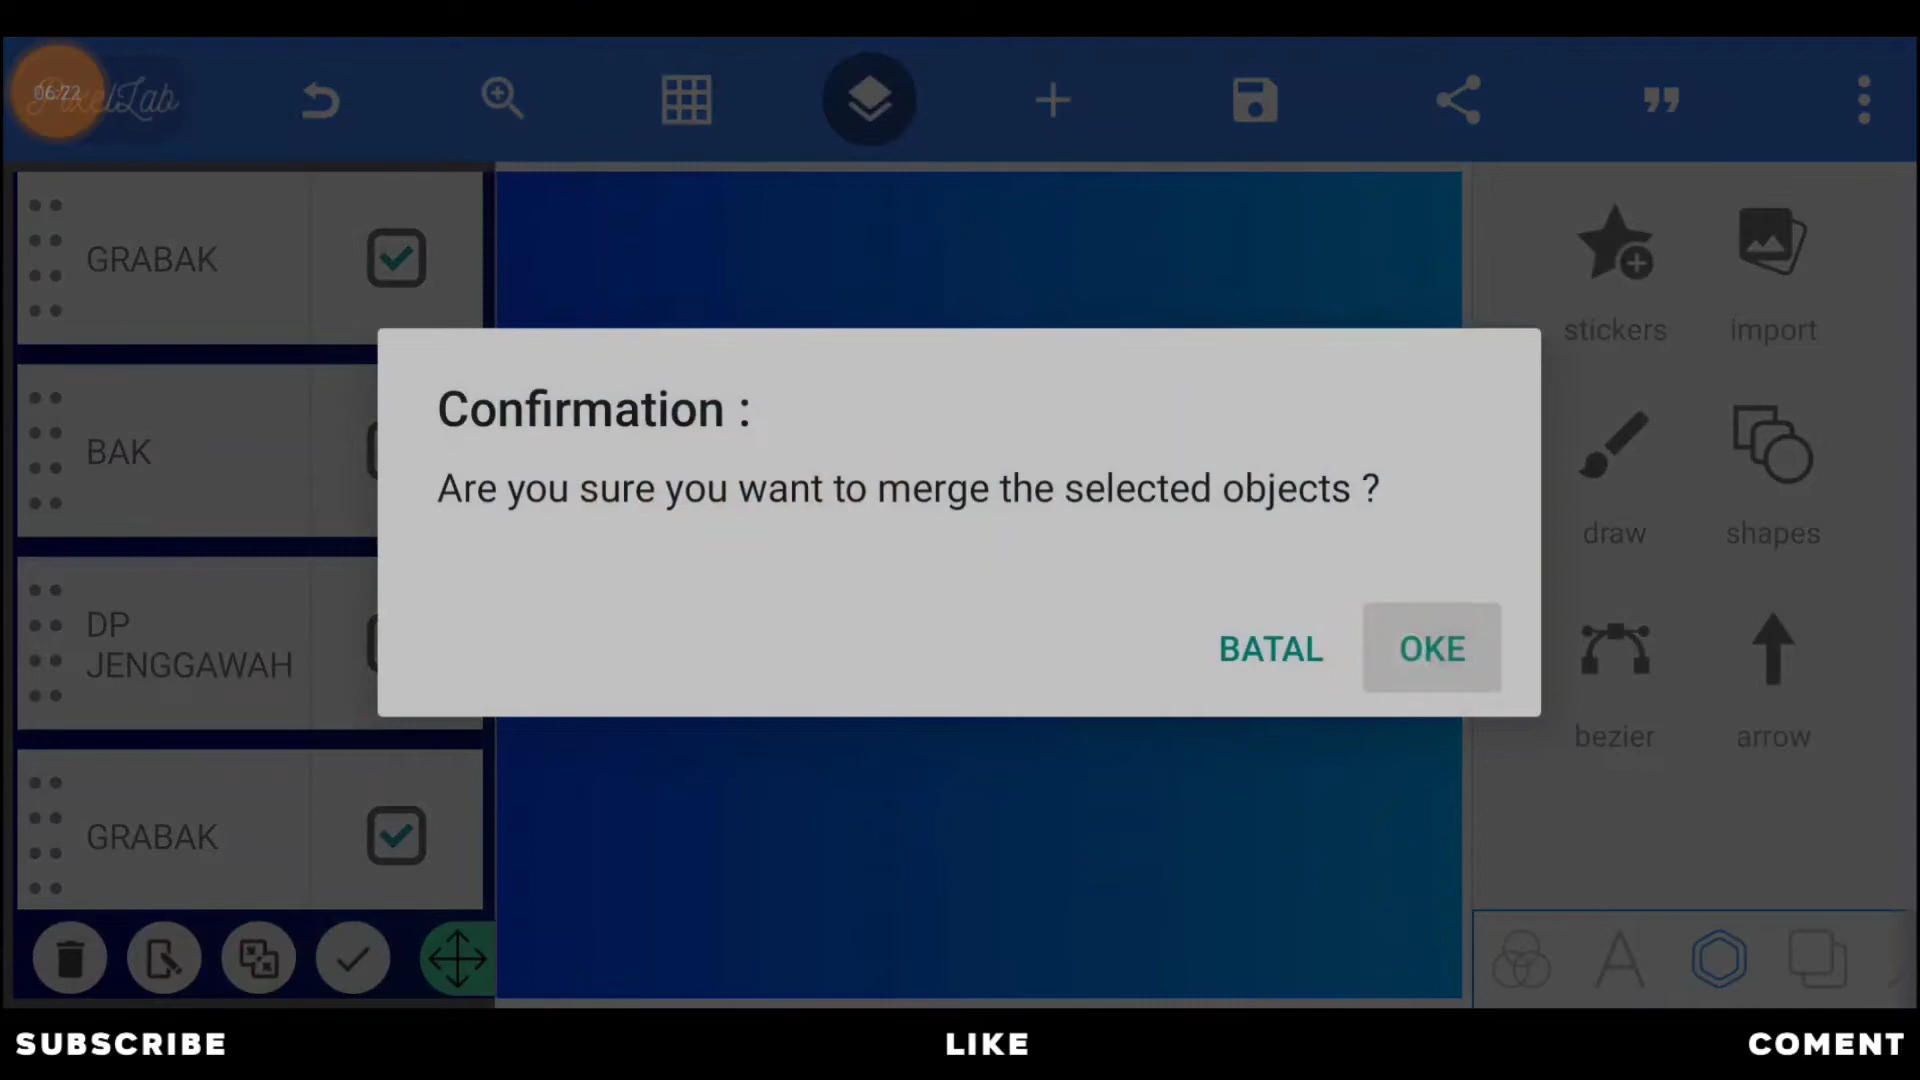 06:22
PixelLab
GRABAK
BAK
DP
JENGGAWAH
GRABAK
Confirmation :
Are you sure you want to merge the selected objects ?
BATAL OKE
stickers import
draw shapes
bezier arrow
SUBSCRIBE LIKE COMENT